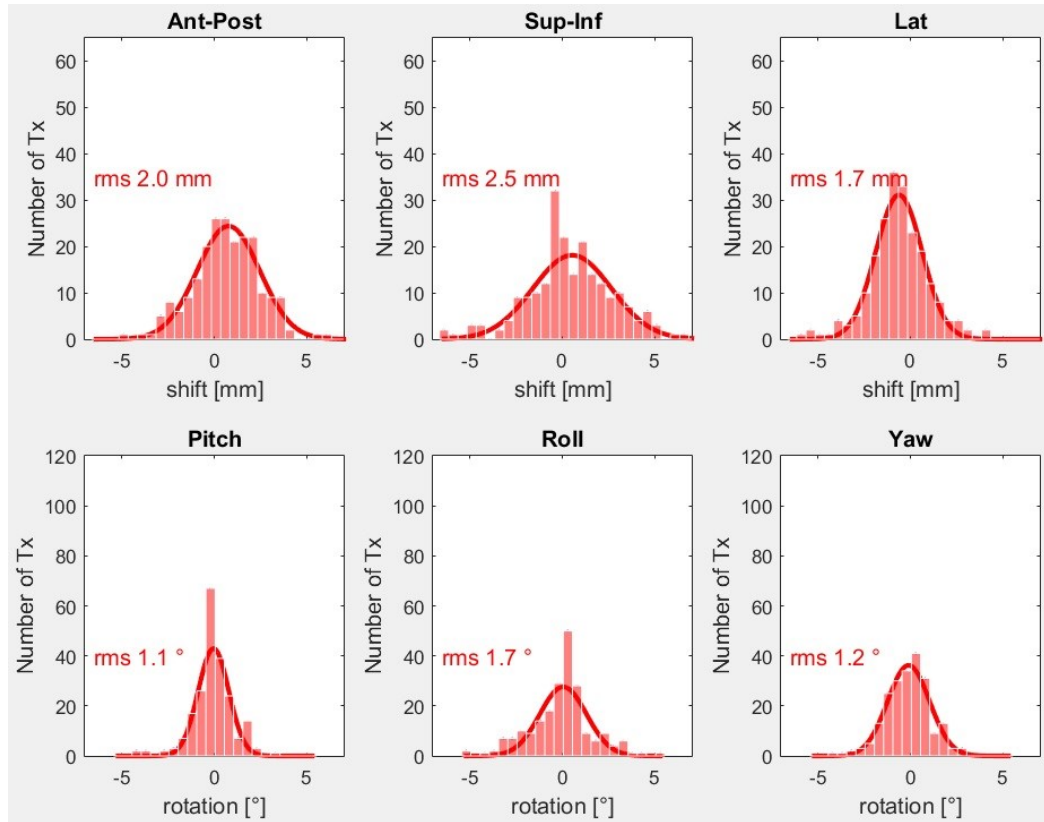 Ant-Post
Number of Tx
60
50
40
30
20
10
0
rms 2.0 mm
-5 0 5
shift [mm]
Sup-Inf
Number of Tx
60
50
40
30
20
10
0
rms 2.5 mm
-5 0 5
shift [mm]
Lat
Number of Tx
60
50
40
30
20
10
0
rms 1.7 mm
-5 0 5
shift [mm]
Pitch
Number of Tx
120
100
80
60
40
20
0
rms 1.1 °
-5 0 5
rotation [°]
Roll
Number of Tx
120
100
80
60
40
20
0
rms 1.7 °
-5 0 5
rotation [°]
Yaw
Number of Tx
120
100
80
60
40
20
0
rms 1.2 °
-5 0 5
rotation [°]